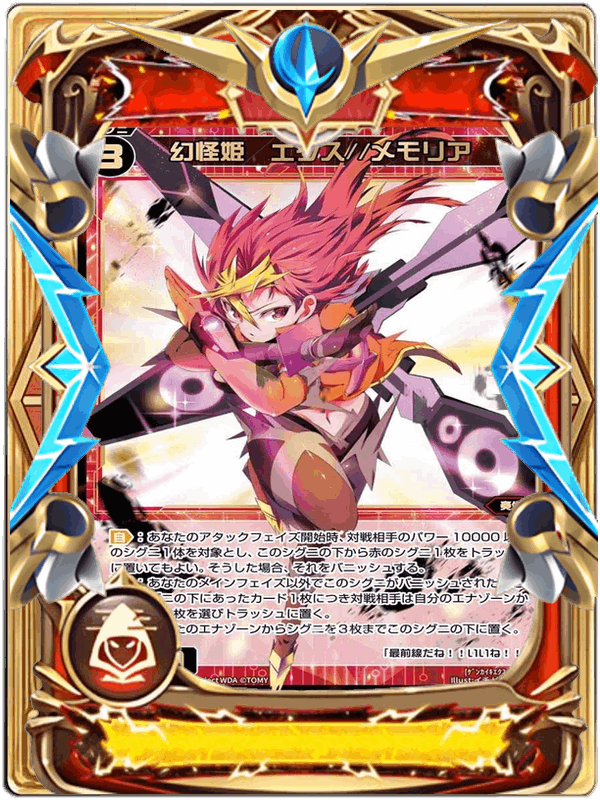 3
幻怪姫 エクス//メモリア
自：あなたのアタックフェイズ開始時、対戦相手のパワー10000以
のシグニ1体を対象とし、このシグニの下から赤のシグニ1枚をトラッ
に置いてもよい。そうした場合、それをバニッシュする。
：あなたのメインフェイズ以外でこのシグニがバニッシュされた
ニの下にあったカード1枚につき対戦相手は自分のエナゾーンか
枚を選びトラッシュに置く。
たのエナゾーンからシグニを3枚までこのシグニの下に置く。
「最前線だね！！いいね！！
ject WDA ©TOMY
Illust